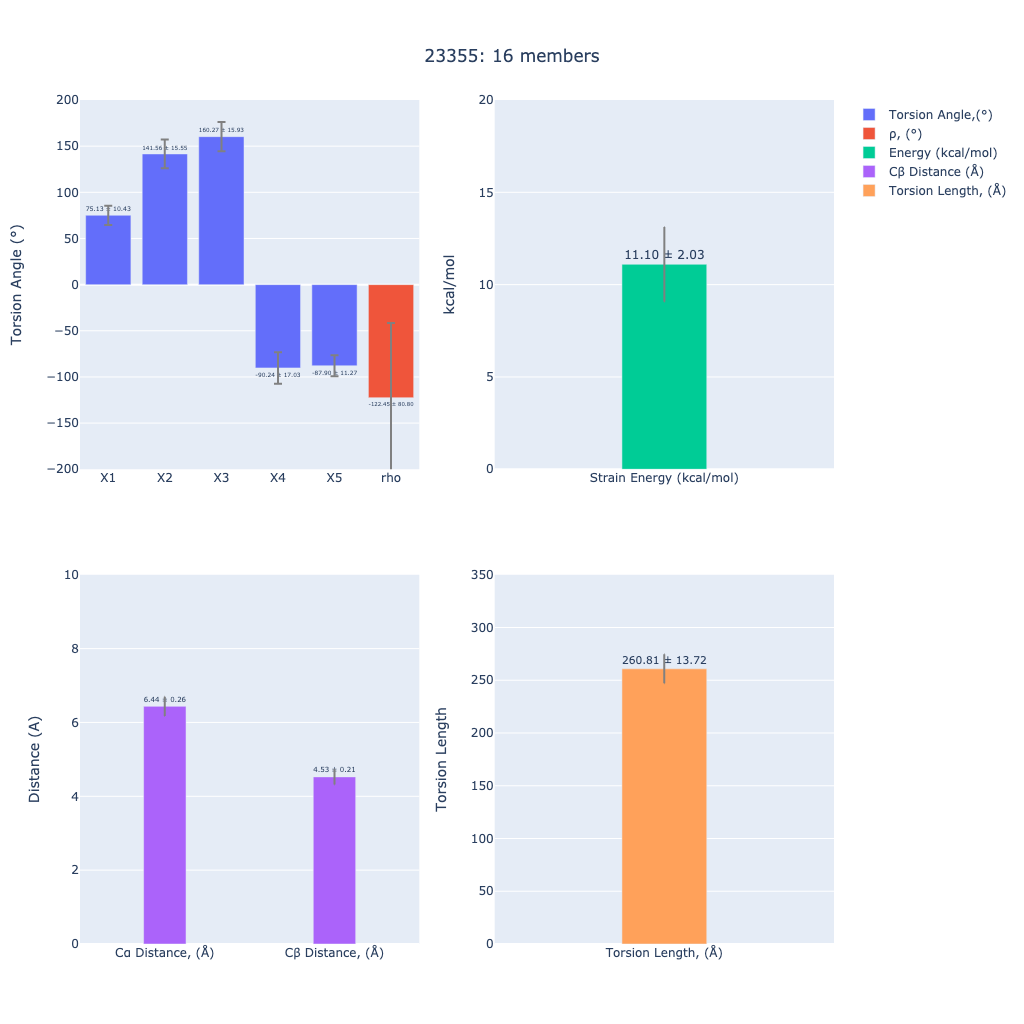 23355: 16 members
Torsion Angle (°)
200
150
100
50
0
−50
−100
−150
−200
75.13 ± 10.43
141.56 ± 15.55
160.27 ± 15.93
-90.24 ± 17.03
-87.90 ± 11.27
-122.45 ± 80.80
X1 X2 X3 X4 X5 rho
kcal/mol
20
15
10
5
0
11.10 ± 2.03
Strain Energy (kcal/mol)
Torsion Angle,(°)
ρ, (°)
Energy (kcal/mol)
Cβ Distance (Å)
Torsion Length, (Å)
Distance (A)
10
8
6
4
2
0
6.44 ± 0.26
4.53 ± 0.21
Cα Distance, (Å) Cβ Distance, (Å)
Torsion Length
350
300
250
200
150
100
50
0
260.81 ± 13.72
Torsion Length, (Å)